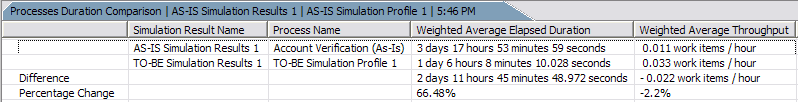 Processes Duration Comparison | AS-IS Simulation Results 1 | AS-IS Simulation Profile 1 | 5:46 PM
Simulation Result Name Process Name Weighted Average Elapsed Duration Weighted Average Throughput
AS-IS Simulation Results 1 Account Verification (As-Is) 3 days 17 hours 53 minutes 59 seconds 0.011 work items / hour
TO-BE Simulation Results 1 TO-BE Simulation Profile 1 1 day 6 hours 8 minutes 10.028 seconds 0.033 work items / hour
Difference 2 days 11 hours 45 minutes 48.972 seconds - 0.022 work items / hour
Percentage Change 66.48% -2.2%